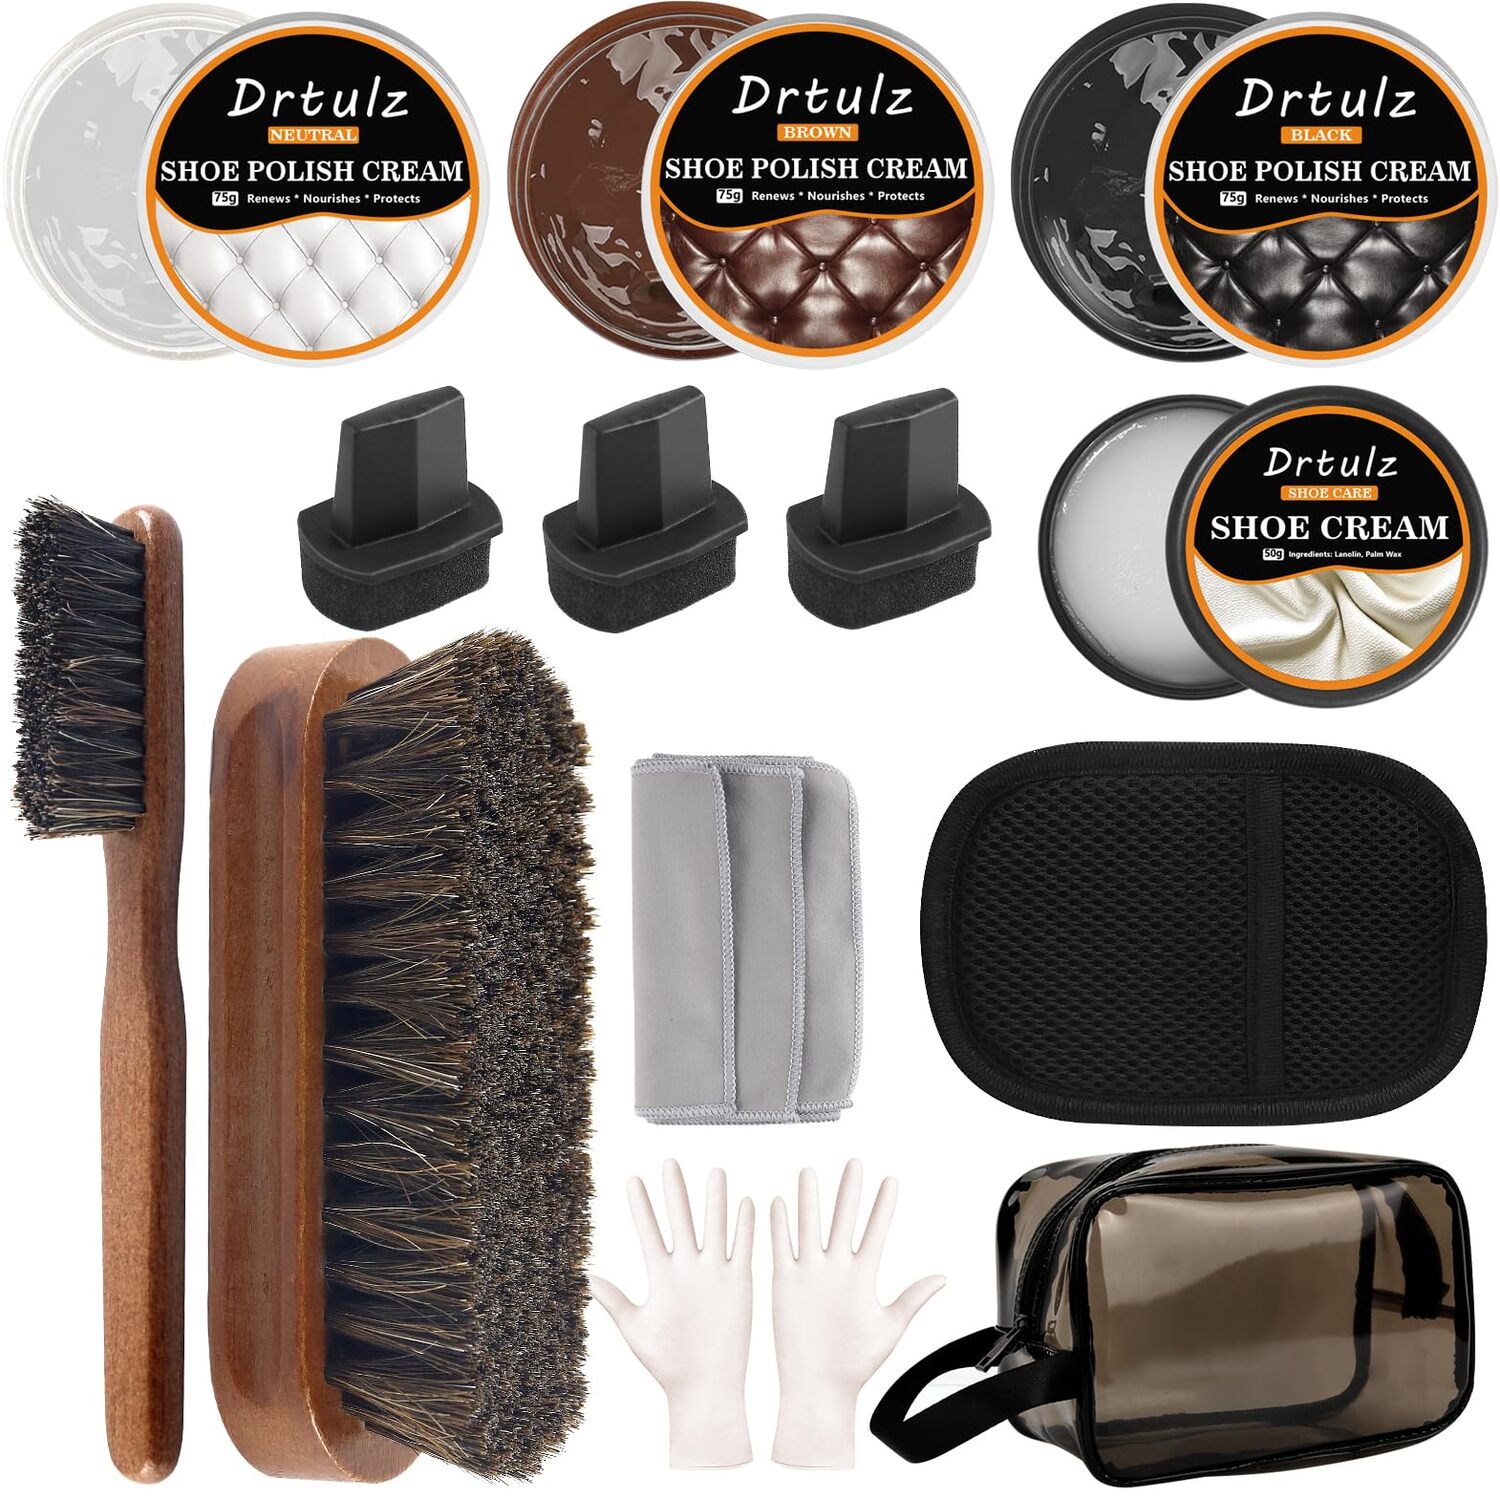 Drtulz
NEUTRAL
SHOE POLISH CREAM
75g Renews * Nourishes * Protects
Drtulz
BROWN
SHOE POLISH CREAM
75g Renews * Nourishes * Protects
Drtulz
BLACK
SHOE POLISH CREAM
75g Renews * Nourishes * Protects
Drtulz
SHOE CARE
SHOE CREAM
50g Ingredients: Lanolin, Palm Wax